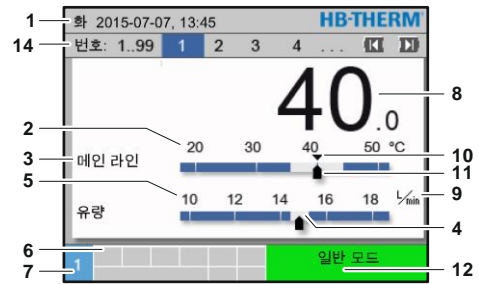 1 화 2015-07-07, 13:45 HB-THERM
14 번호: 1..99 1 2 3 4 ...
40.0 8
2 20 30 40 50 °C 10
3 메인 라인 11
5 10 12 14 16 18 L/min 9
유량 4
6
7 1 일반 모드 12